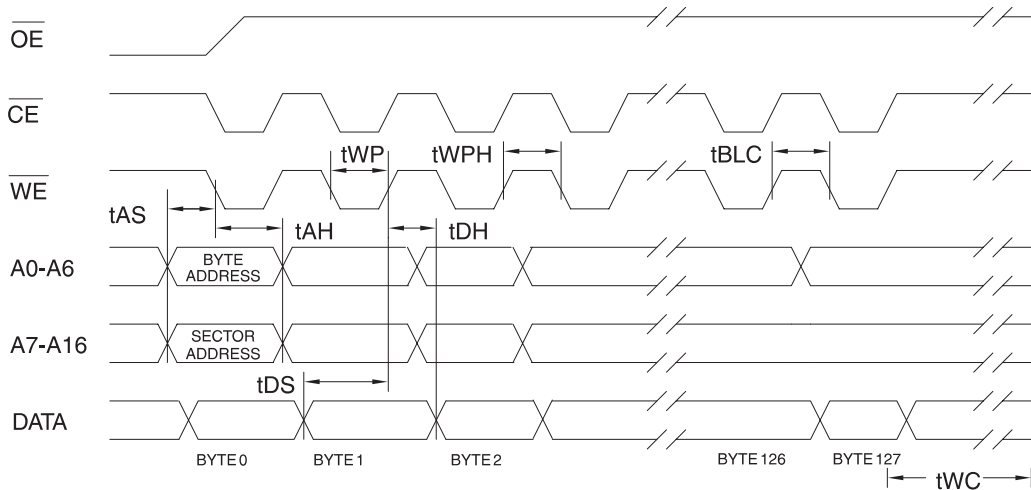 OE
CE
tWP tWPH tBLC
WE
tAS
tAH tDH
A0-A6 BYTE
ADDRESS
A7-A16 SECTOR
ADDRESS
tDS
DATA
BYTE 0 BYTE 1 BYTE 2 BYTE 126 BYTE 127
tWC